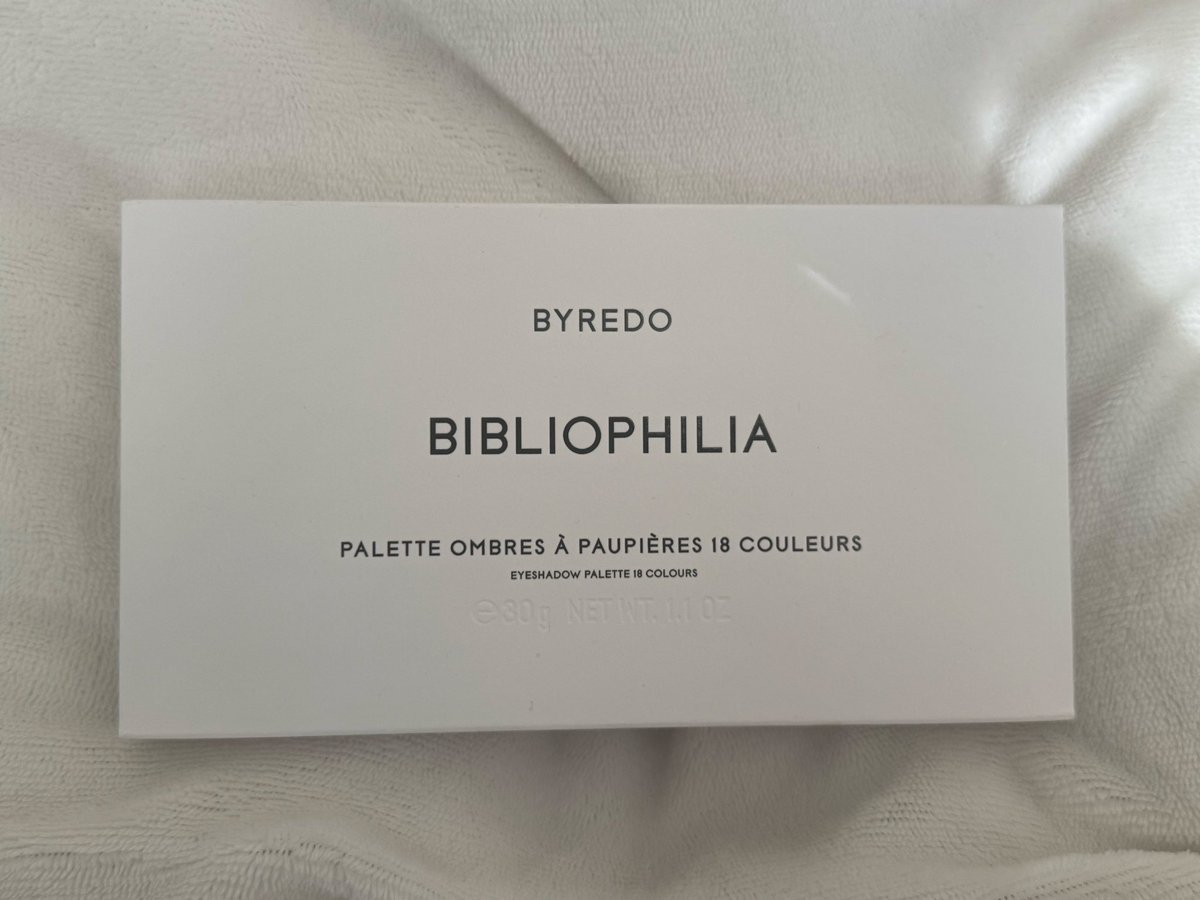 BYREDO
BIBLIOPHILIA
PALETTE OMBRES À PAUPIÈRES 18 COULEURS
EYESHADOW PALETTE 18 COLOURS
℮30g NET WT. 1.1 OZ